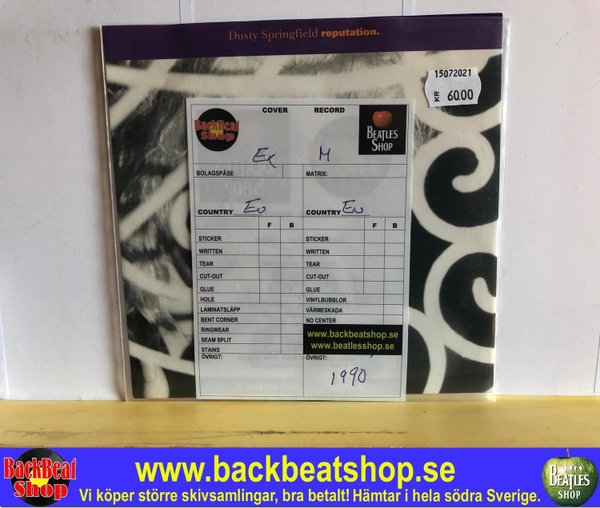 Dusty Springfield reputation.
15072021
KR 60.00
COVER RECORD
BackBeat Shop
BEATLES SHOP
Ex M
BOLAGSPÅSE MATRIX:
COUNTRY Eu COUNTRY Eu
F B F B
STICKER STICKER
WRITTEN WRITTEN
TEAR TEAR
CUT-OUT CUT-OUT
GLUE GLUE
HOLE VINYLBUBBLOR
LAMINATSLÄPP VÄRMESKADA
BENT CORNER NO CENTER
RINGWEAR
SEAM SPLIT
STAINS
www.backbeatshop.se
www.beatlesshop.se
ÖVRIGT: ÖVRIGT:
1990
BackBeat Shop
www.backbeatshop.se
Vi köper större skivsamlingar, bra betalt! Hämtar i hela södra Sverige.
BEATLES SHOP